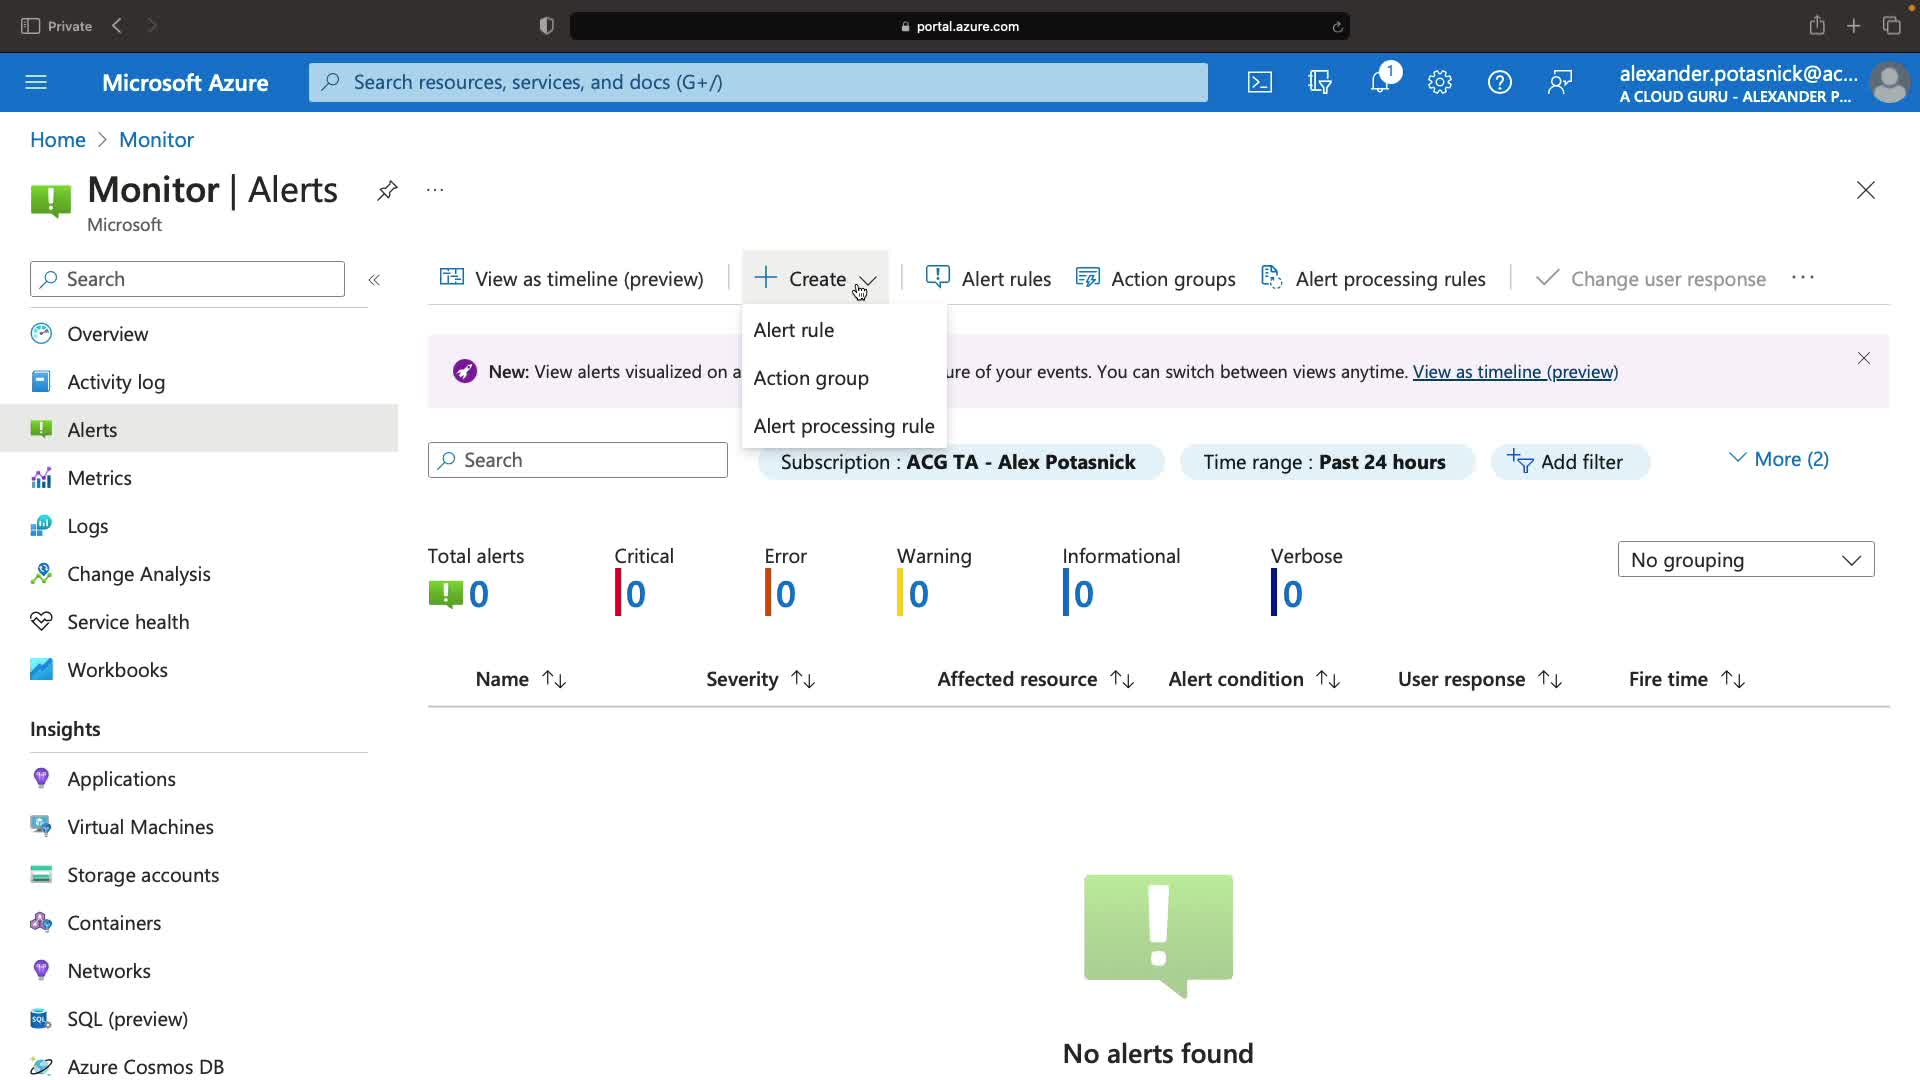 Private
portal.azure.com
Microsoft Azure
Search resources, services, and docs (G+/)
1
alexander.potasnick@ac...
A CLOUD GURU - ALEXANDER P...
Home > Monitor
Monitor | Alerts
...
Microsoft
Search
«
View as timeline (preview)
Create
Alert rules
Action groups
Alert processing rules
Change user response
...
Alert rule
Action group
Alert processing rule
New: View alerts visualized on a
ure of your events. You can switch between views anytime. View as timeline (preview)
Search
Subscription : ACG TA - Alex Potasnick
Time range : Past 24 hours
Add filter
More (2)
Overview
Activity log
Alerts
Metrics
Logs
Change Analysis
Service health
Workbooks
Insights
Applications
Virtual Machines
Storage accounts
Containers
Networks
SQL (preview)
Azure Cosmos DB
Total alerts
0
Critical
0
Error
0
Warning
0
Informational
0
Verbose
0
No grouping
Name
Severity
Affected resource
Alert condition
User response
Fire time
No alerts found